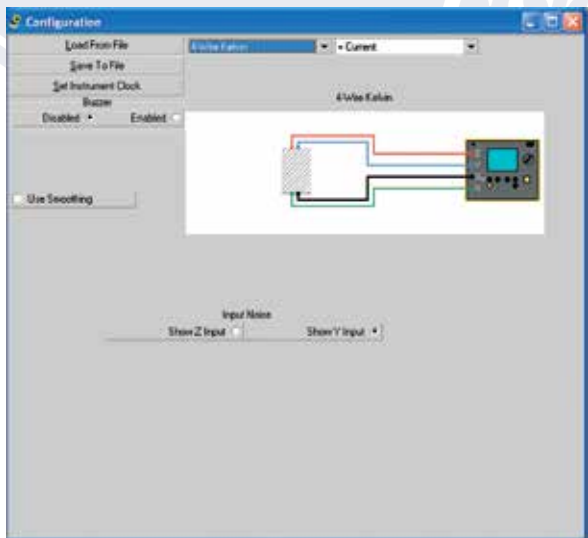 Configuration
Load From File
4-Wire Kelvin
+ Current
Save To File
Set Instrument Clock
Buzzer
4-Wire Kelvin
Disabled
Enabled
Use Smoothing
Input Noise
Show Z Input
Show Y Input